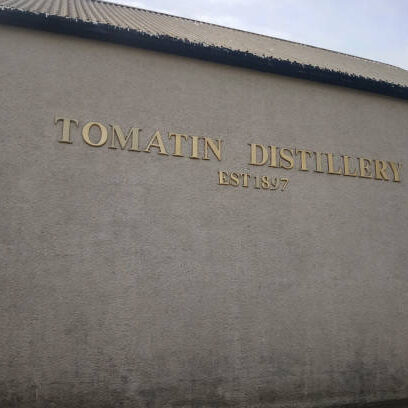 TOMATIN DISTILLERY
EST 1897